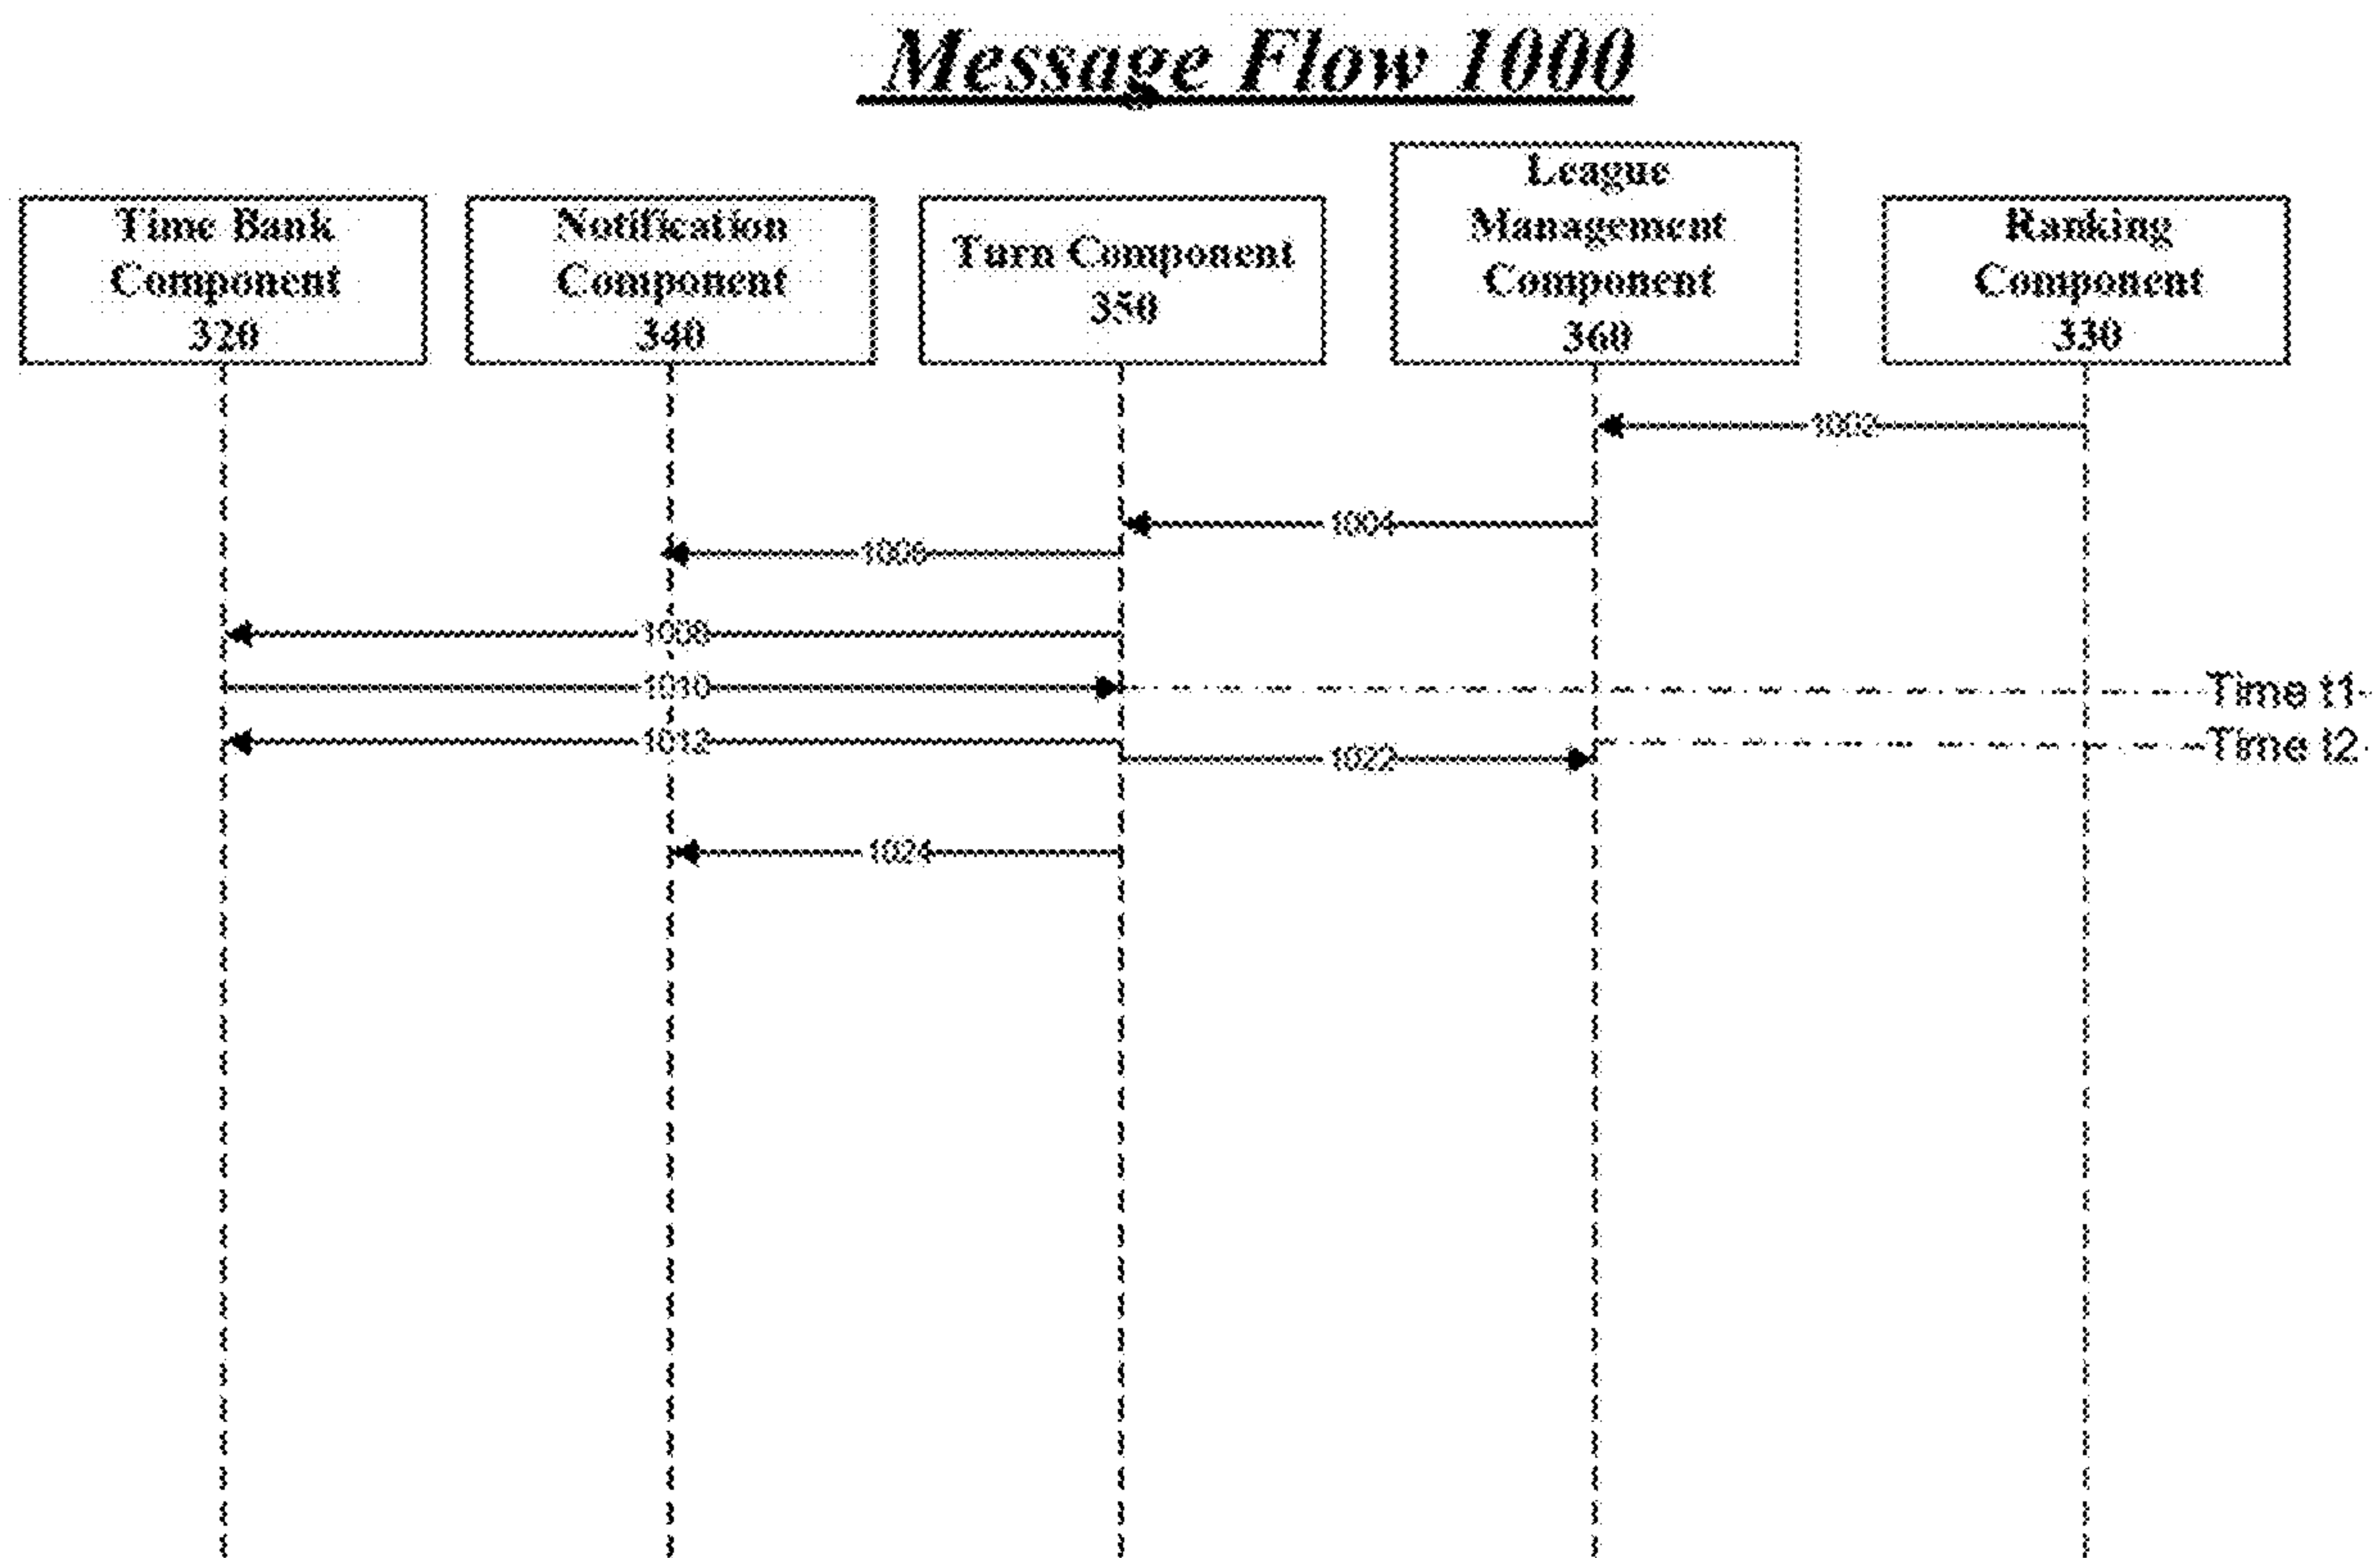 Message Flow 1000
Time Bank
Component
320
Notification
Component
340
Turn Component
350
League
Management
Component
360
Ranking
Component
330
1002
1004
1006
1008
1010
Time t1
1012
1022
Time t2
1024